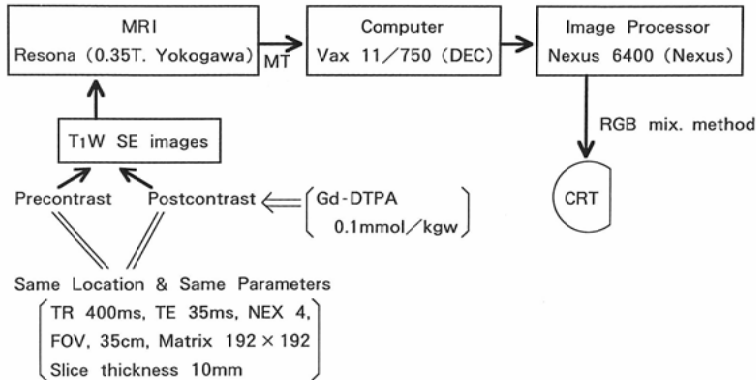 MRI
Resona (0.35T. Yokogawa)
MT
Computer
Vax 11／750 (DEC)
Image Processor
Nexus 6400 (Nexus)
RGB mix. method
CRT
T1W SE images
Precontrast
Postcontrast
Gd-DTPA
0.1mmol／kgw
Same Location & Same Parameters
TR 400ms, TE 35ms, NEX 4,
FOV, 35cm, Matrix 192×192
Slice thickness 10mm